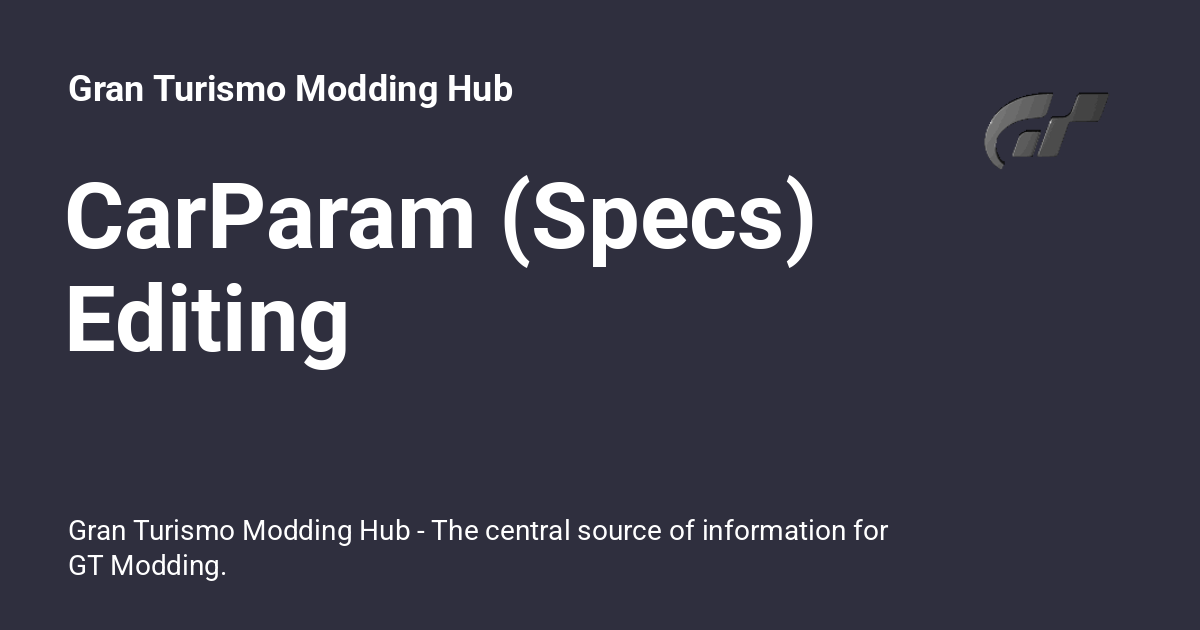 Gran Turismo Modding Hub
CarParam (Specs)
Editing
Gran Turismo Modding Hub - The central source of information for
GT Modding.